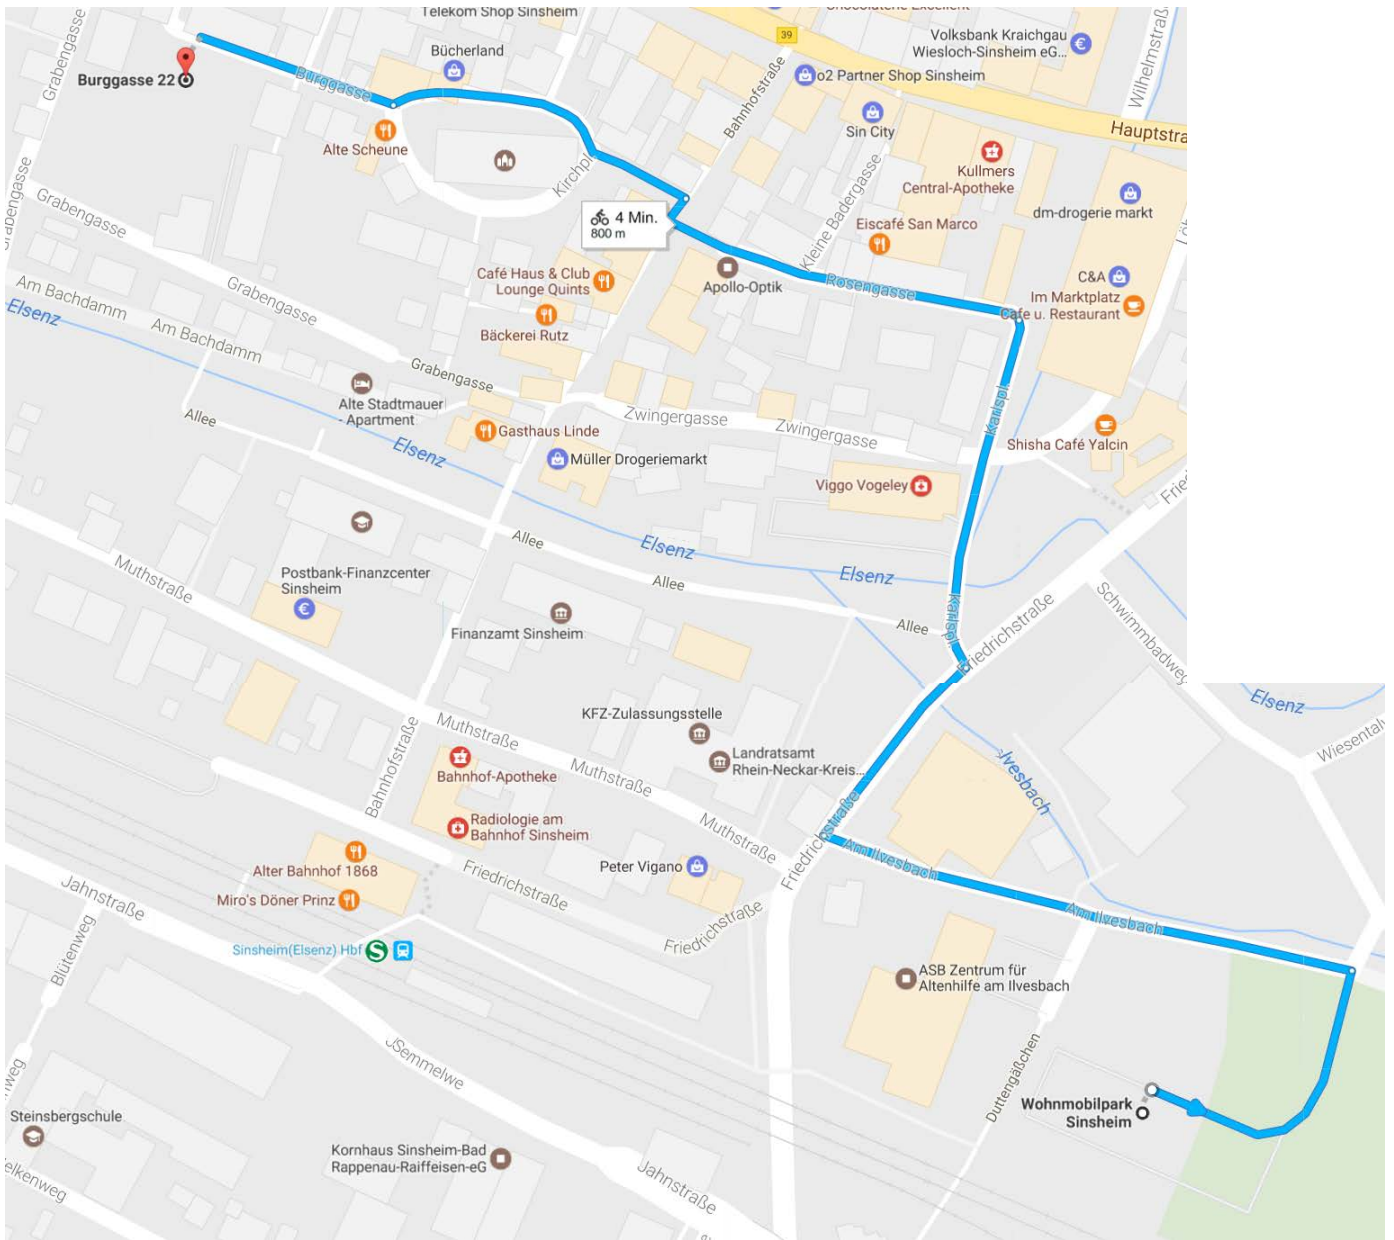 Telekom Shop Sinsheim
39
Volksbank Kraichgau
Wiesloch-Sinsheim eG...
€
Grabengasse
Bücherland
Wilhelmstraße
Burggasse 22
Burggasse
Bahnhofstraße
o2 Partner Shop Sinsheim
Sin City
Hauptstra
Alte Scheune
Kullmers
Central-Apotheke
Kirchpl.
Grabengasse
Grabengasse
4 Min.
800 m
Kleine Badergasse
Eiscafé San Marco
dm-drogerie markt
Café Haus & Club
Lounge Quints
Apollo-Optik
Rosengasse
C&A
Im Marktplatz
Cafe u. Restaurant
Am Bachdamm
Grabengasse
Elsenz
Am Bachdamm
Bäckerei Rutz
Grabengasse
Alte Stadtmauer
- Apartment
Allee
Zwingergasse
Zwingergasse
Karlspl.
Gasthaus Linde
Elsenz
Müller Drogeriemarkt
Shisha Café Yalcin
Viggo Vogeley
Frie
Allee
Elsenz
Elsenz
Muthstraße
Postbank-Finanzcenter
Sinsheim
€
Allee
Allee
Karlspl.
Friedrichstraße
Schwimmbadweg
Finanzamt Sinsheim
KFZ-Zulassungsstelle
Elsenz
Muthstraße
Landratsamt
Rhein-Neckar-Kreis...
Wiesental
Bahnhofstraße
Bahnhof-Apotheke
Muthstraße
Ilvesbach
Radiologie am
Bahnhof Sinsheim
Muthstraße
Friedrichstraße
Am Ilvesbach
Alter Bahnhof 1868
Peter Vigano
Miro's Döner Prinz
Friedrichstraße
Jahnstraße
Friedrichstraße
Am Ilvesbach
Blütenweg
Sinsheim(Elsenz) Hbf
S
ASB Zentrum für
Altenhilfe am Ilvesbach
JSemmelwe
Duttengäßchen
Wohnmobilpark
Sinsheim
Steinsbergschule
Kornhaus Sinsheim-Bad
Rappenau-Raiffeisen-eG
Jahnstraße
elkenweg